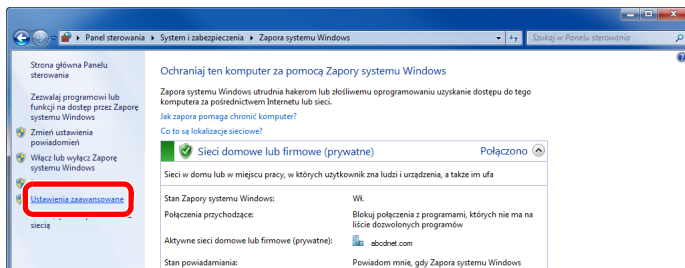 Panel sterowania ▸ System i zabezpieczenia ▸ Zapora systemu Windows
Szukaj w Panelu sterowania
Strona główna Panelu
sterowania
Zezwalaj programowi lub
funkcji na dostęp przez Zaporę
systemu Windows
Zmień ustawienia
powiadomień
Włącz lub wyłącz Zaporę
systemu Windows
Ustawienia zaawansowane
siecią
Ochraniaj ten komputer za pomocą Zapory systemu Windows
Zapora systemu Windows utrudnia hakerom lub złośliwemu oprogramowaniu uzyskanie dostępu do tego
komputera za pośrednictwem Internetu lub sieci.
Jak zapora pomaga chronić komputer?
Co to są lokalizacje sieciowe?
Sieci domowe lub firmowe (prywatne) Połączono
Sieci w domu lub w miejscu pracy, w których użytkownik zna ludzi i urządzenia, a także im ufa
Stan Zapory systemu Windows: Wł.
Połączenia przychodzące: Blokuj połączenia z programami, których nie ma na
liście dozwolonych programów
Aktywne sieci domowe lub firmowe (prywatne): abcdnet.com
Stan powiadamiania: Powiadom mnie, gdy Zapora systemu Windows